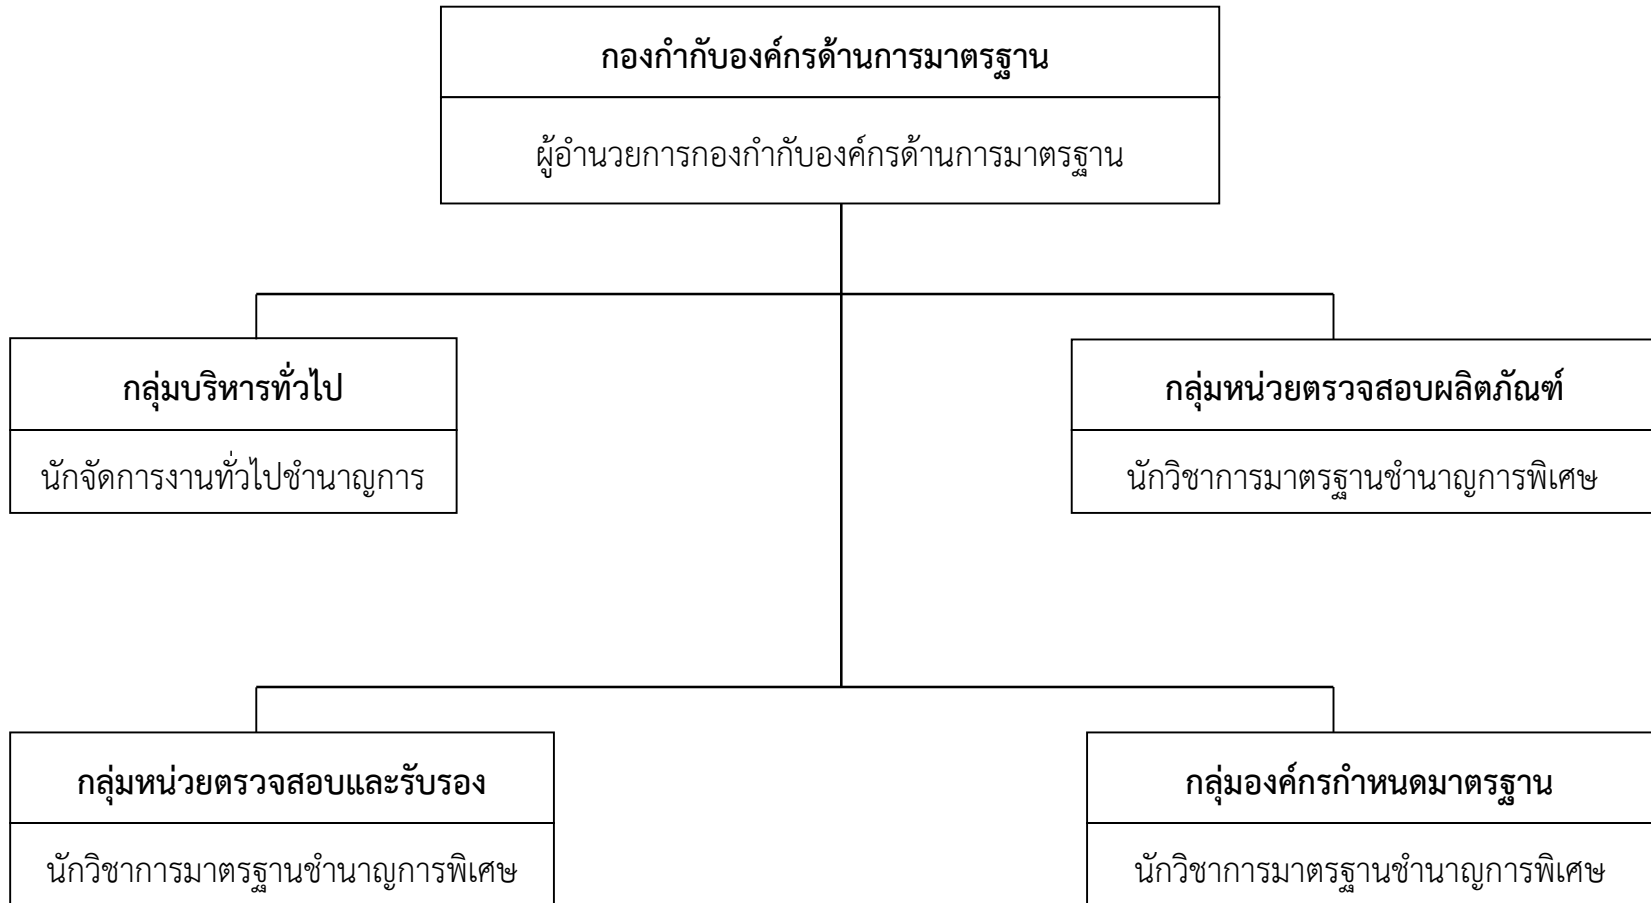 กองกำกับองค์กรด้านการมาตรฐาน
ผู้อำนวยการกองกำกับองค์กรด้านการมาตรฐาน
กลุ่มบริหารทั่วไป
นักจัดการงานทั่วไปชำนาญการ
กลุ่มหน่วยตรวจสอบผลิตภัณฑ์
นักวิชาการมาตรฐานชำนาญการพิเศษ
กลุ่มหน่วยตรวจสอบและรับรอง
นักวิชาการมาตรฐานชำนาญการพิเศษ
กลุ่มองค์กรกำหนดมาตรฐาน
นักวิชาการมาตรฐานชำนาญการพิเศษ